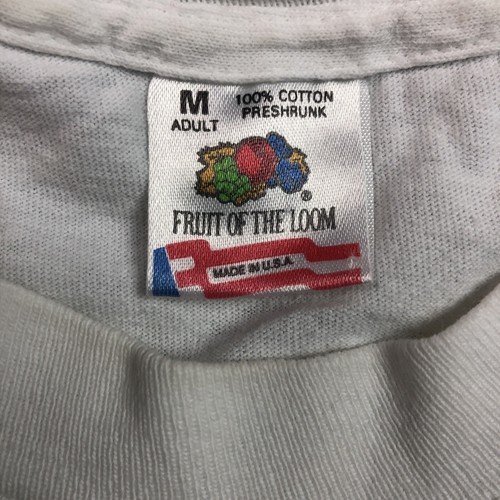 M 100% COTTON
ADULT PRESHRUNK
®
FRUIT OF THE LOOM
MADE IN U.S.A.